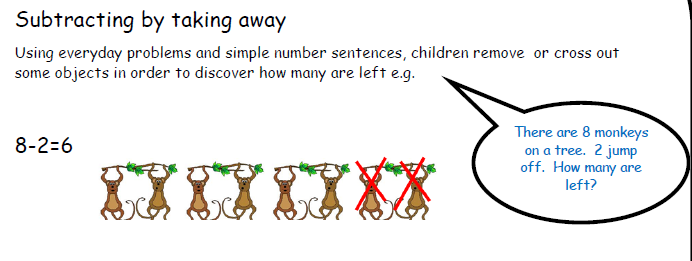 Subtracting by taking away
Using everyday problems and simple number sentences, children remove  or cross out
some objects in order to discover how many are left e.g.
There are 8 monkeys
on a tree.  2 jump
off.  How many are
left?
8-2=6